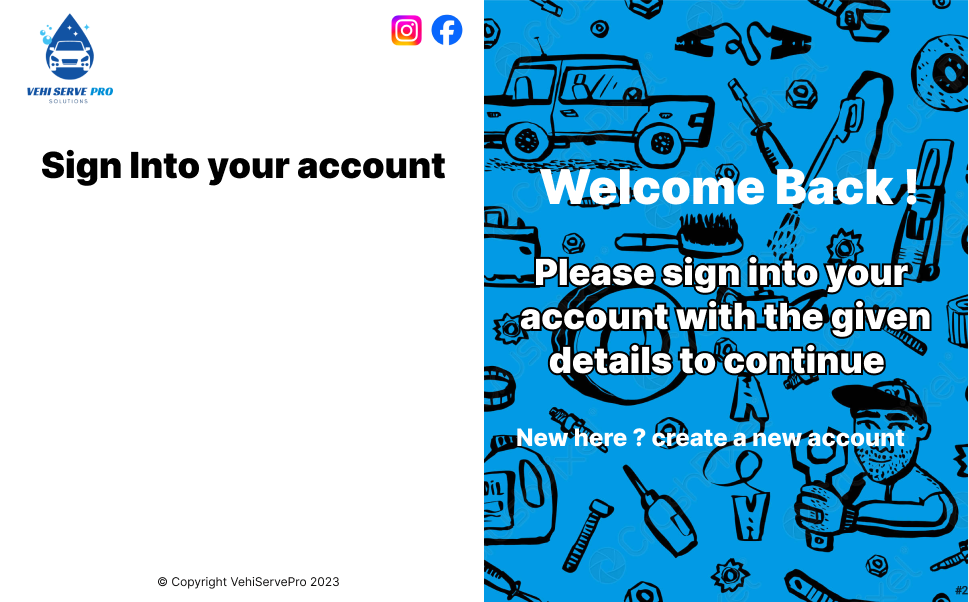 VEHI SERVE PRO
SOLUTIONS
Sign Into your account
© Copyright VehiServePro 2023
Welcome Back !
Please sign into your
account with the given
details to continue
New here ? create a new account
OIL
#2